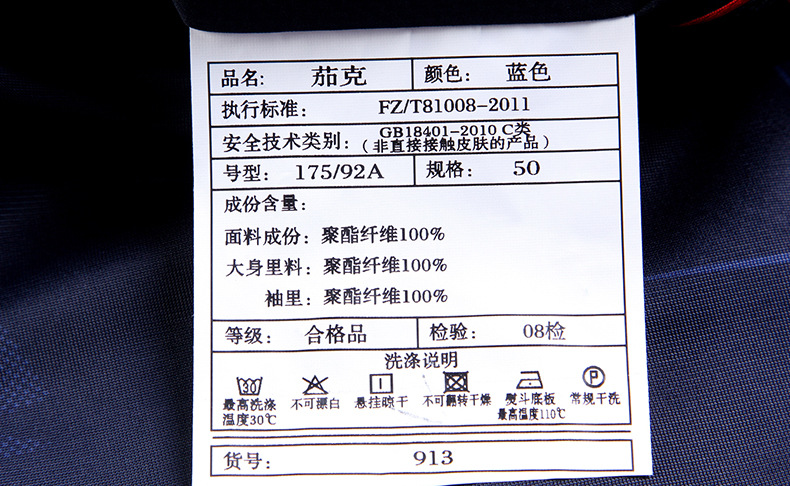 品名: 茄克 颜色: 蓝色
执行标准: FZ/T81008-2011
安全技术类别: GB18401-2010 C类
(非直接接触皮肤的产品)
号型: 175/92A 规格: 50
成份含量:
面料成份: 聚酯纤维100%
大身里料: 聚酯纤维100%
袖里: 聚酯纤维100%
等级: 合格品 检验: 08检
洗涤说明
30 P
最高洗涤 不可漂白 悬挂晾干 不可翻转干燥 熨斗底板 常规干洗
温度30℃ 最高温度110℃
货号: 913